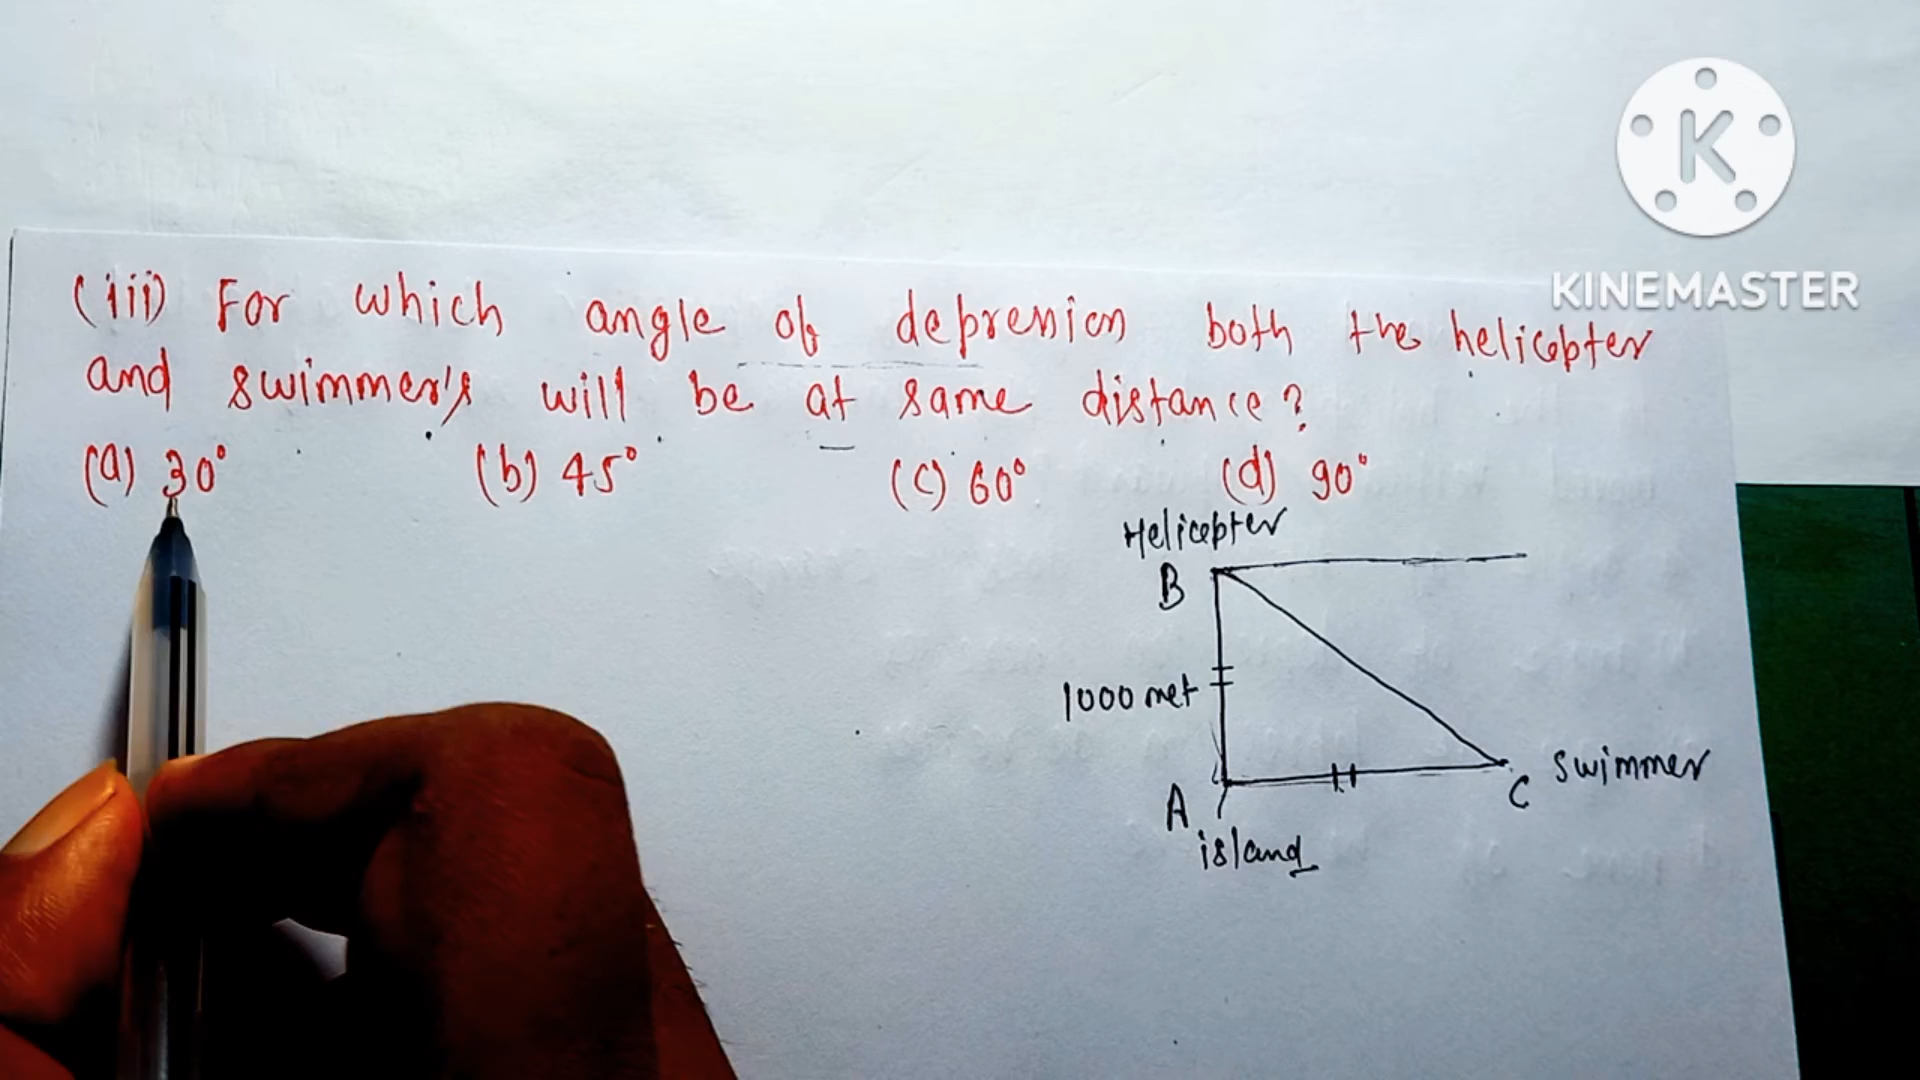 KINEMASTER
(iii) For which angle of depression both the helicopter
and swimmer's will be at same distance?
(a) 30° (b) 45° (c) 60° (d) 90°
Helicopter
B
1000 met
A
island
C
swimmer